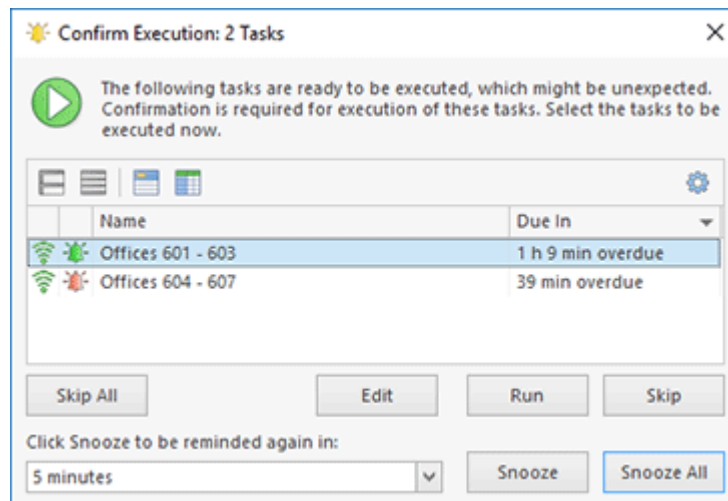 Confirm Execution: 2 Tasks
The following tasks are ready to be executed, which might be unexpected.
Confirmation is required for execution of these tasks. Select the tasks to be
executed now.
Name Due In
Offices 601 - 603 1 h 9 min overdue
Offices 604 - 607 39 min overdue
Skip All Edit Run Skip
Click Snooze to be reminded again in:
5 minutes Snooze Snooze All